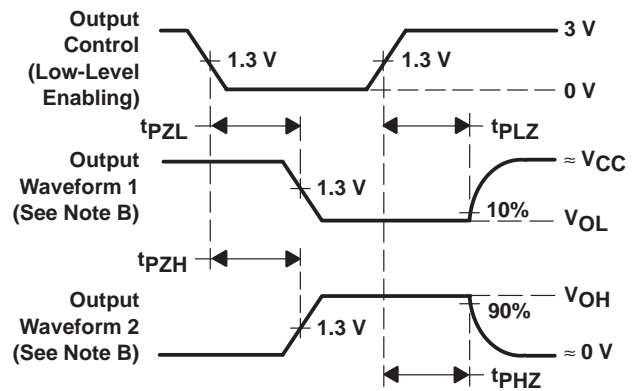 Output
Control
(Low-Level
Enabling)
1.3 V
1.3 V
3 V
0 V
tPZL
tPLZ
Output
Waveform 1
(See Note B)
1.3 V
≈ VCC
10%
VOL
tPZH
Output
Waveform 2
(See Note B)
1.3 V
VOH
90%
≈ 0 V
tPHZ